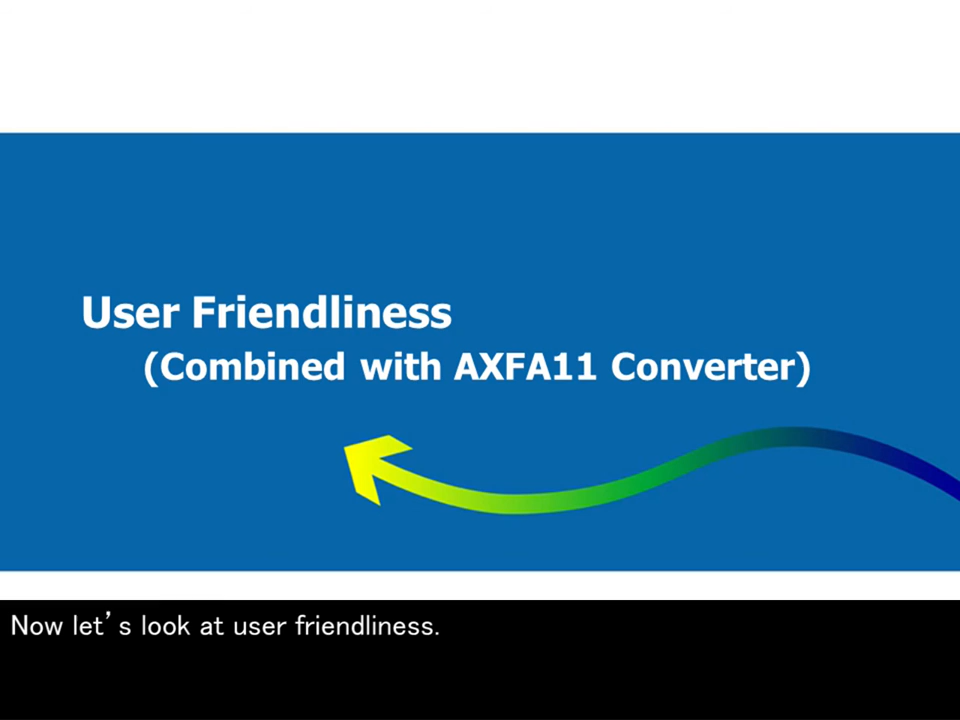 User Friendliness
(Combined with AXFA11 Converter)
Now let’s look at user friendliness.